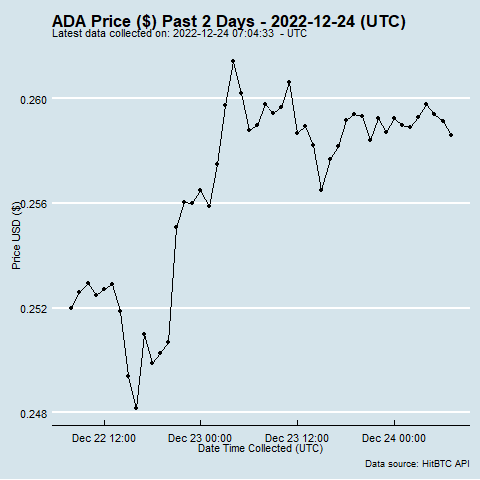 ADA Price ($) Past 2 Days - 2022-12-24 (UTC)
Latest data collected on: 2022-12-24 07:04:33  - UTC
0.260
0.256
0.252
0.248
Price USD ($)
Dec 22 12:00
Dec 23 00:00
Dec 23 12:00
Dec 24 00:00
Date Time Collected (UTC)
Data source: HitBTC API